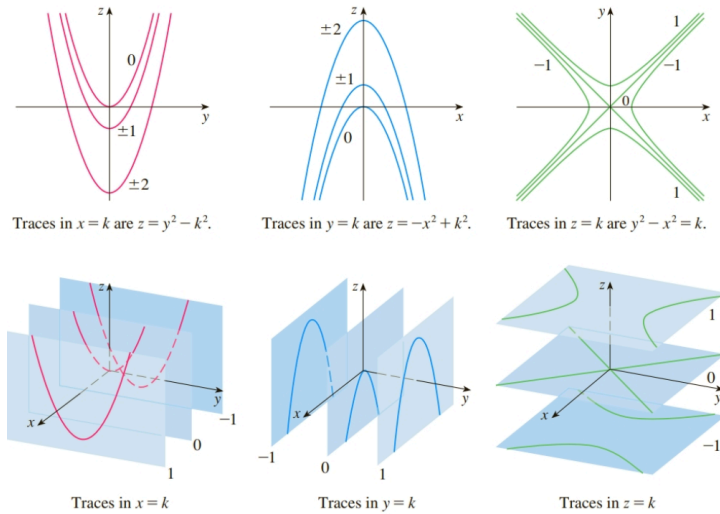 z
0
±1
±2
y
Traces in x = k are z = y² − k².
z
±2
±1
0
x
Traces in y = k are z = −x² + k².
y
1
−1
−1
0
x
1
Traces in z = k are y² − x² = k.
z
x
y
−1
0
1
Traces in x = k
z
x
y
−1
0
1
Traces in y = k
z
1
0
y
x
−1
Traces in z = k